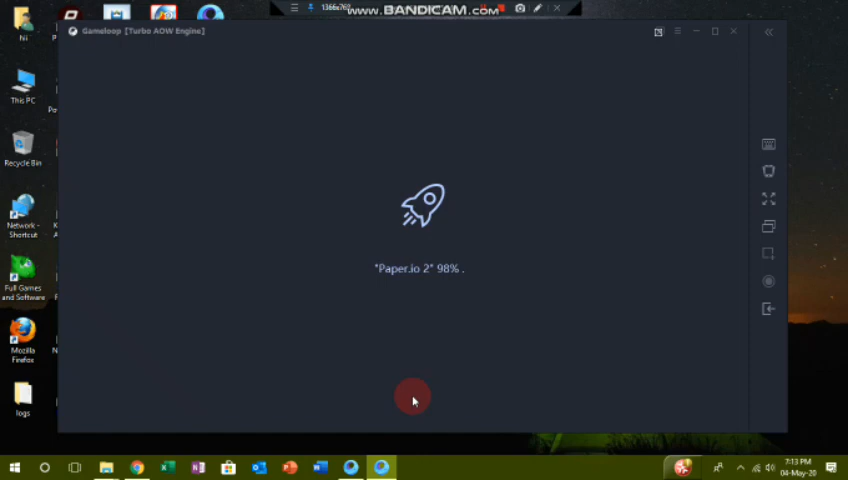 1366x768
www.BANDICAM.com
Gameloop [Turbo AOW Engine]
hii
This PC
Recycle Bin
Network -
Shortcut
Full Games
and Software
Mozilla
Firefox
logs
"Paper.io 2" 98% .
7:13 PM
04-May-20